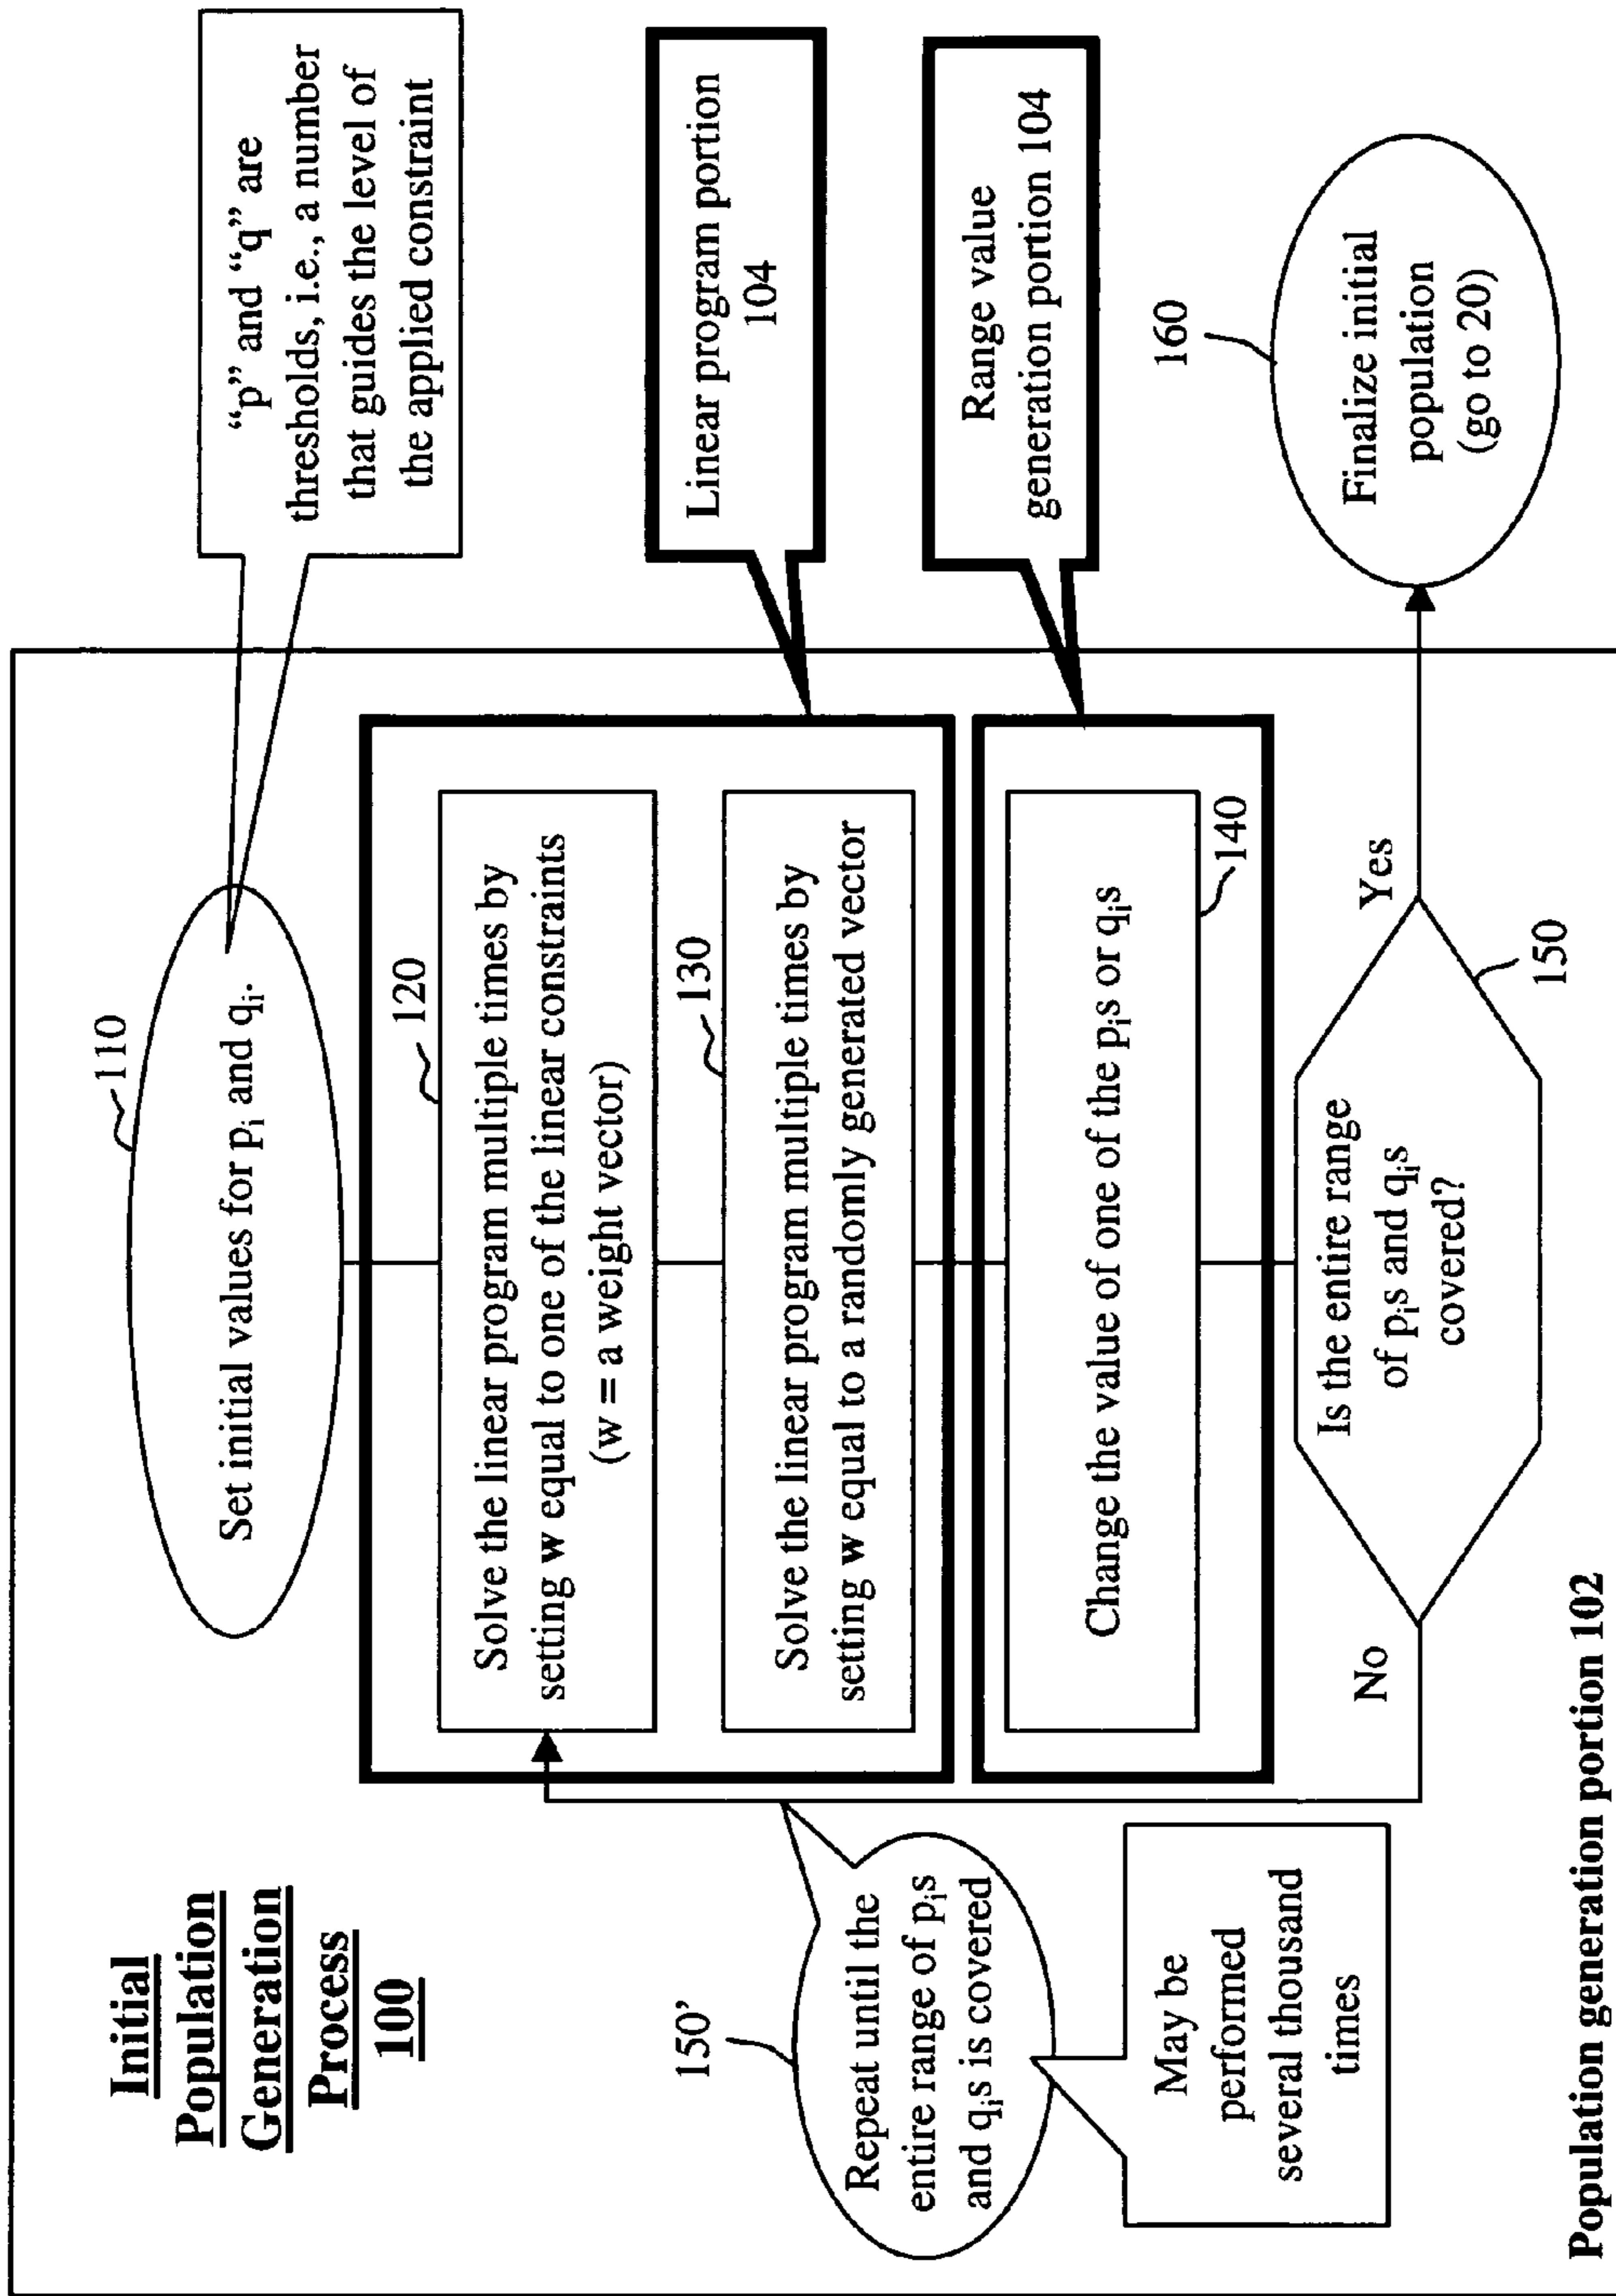 Initial
Population
Generation
Process
100
110
Set initial values for pi and qi.
"p" and "q" are
thresholds, i.e., a number
that guides the level of
the applied constraint
120
Solve the linear program multiple times by
setting w equal to one of the linear constraints
(w = a weight vector)
130
Solve the linear program multiple times by
setting w equal to a randomly generated vector
Linear program portion
104
Change the value of one of the pis or qis
140
Range value
generation portion 104
150'
Repeat until the
entire range of pis
and qis is covered
May be
performed
several thousand
times
Is the entire range
of pis and qis
covered?
No
Yes
150
160
Finalize initial
population
(go to 20)
Population generation portion 102